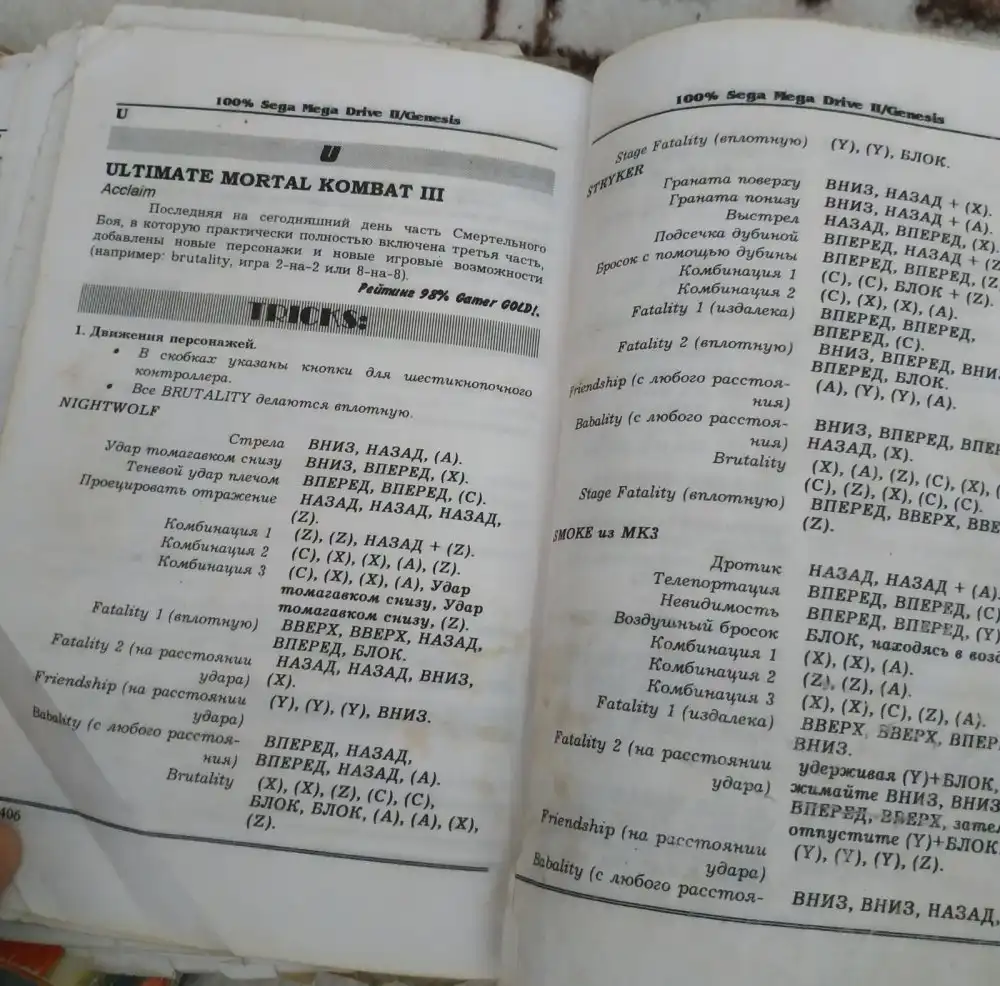 100% Sega Mega Drive II/Genesis
U
U
ULTIMATE MORTAL KOMBAT III
Acclaim
Последняя на сегодняшний день часть Смертельного
Боя, в которую практически полностью включена третья часть,
добавлены новые персонажи и новые игровые возможности
(например: brutality, игра 2-на-2 или 8-на-8).
Рейтинг 98% Gamer GOLD!.
TRICKS:
1. Движения персонажей.
• В скобках указаны кнопки для шестикнопочного
контроллера.
• Все BRUTALITY делаются вплотную.
NIGHTWOLF
Стрела ВНИЗ, НАЗАД, (A).
Удар томагавком снизу ВНИЗ, ВПЕРЕД, (X).
Теневой удар плечом ВПЕРЕД, ВПЕРЕД, (C).
Проецировать отражение НАЗАД, НАЗАД, НАЗАД,
(Z).
Комбинация 1 (Z), (Z), НАЗАД + (Z).
Комбинация 2 (C), (X), (X), (A), (Z).
Комбинация 3 (C), (X), (X), (A), Удар
томагавком снизу, Удар
томагавком снизу, (Z).
Fatality 1 (вплотную) ВВЕРХ, ВВЕРХ, НАЗАД,
ВПЕРЕД, БЛОК.
Fatality 2 (на расстоянии НАЗАД, НАЗАД, ВНИЗ,
удара) (X).
Friendship (на расстоянии (Y), (Y), (Y), ВНИЗ.
удара)
Babality (с любого расстоя- ВПЕРЕД, НАЗАД,
ния) ВПЕРЕД, НАЗАД, (A).
Brutality (X), (X), (Z), (C), (C),
БЛОК, БЛОК, (A), (A), (X),
(Z).
406
100% Sega Mega Drive II/Genesis
Stage Fatality (вплотную) (Y), (Y), БЛОК.
STRYKER
Граната поверху ВНИЗ, НАЗАД + (X).
Граната понизу ВНИЗ, НАЗАД + (A).
Выстрел НАЗАД, ВПЕРЕД, (X)
Подсечка дубиной ВПЕРЕД, НАЗАД + (Z
Бросок с помощью дубины ВПЕРЕД, ВПЕРЕД, (Z
Комбинация 1 (C), (C), БЛОК + (Z).
Комбинация 2 (C), (X), (X), (A).
Fatality 1 (издалека) ВПЕРЕД, ВПЕРЕД,
ВПЕРЕД, (C).
Fatality 2 (вплотную) ВНИЗ, ВПЕРЕД, ВНИ
ВПЕРЕД, БЛОК.
Friendship (с любого расстоя- (A), (Y), (Y), (A).
ния)
Babality (с любого расстоя- ВНИЗ, ВПЕРЕД, ВПЕ
ния) НАЗАД, (X).
Brutality (X), (A), (Z), (C), (X), (
(C), (Z), (X), (C), (C).
Stage Fatality (вплотную) ВПЕРЕД, ВВЕРХ, ВВЕ
(Z).
SMOKE из MK3
Дротик НАЗАД, НАЗАД + (A)
Телепортация ВПЕРЕД, ВПЕРЕД, (C)
Невидимость ВПЕРЕД, ВПЕРЕД, (Y)
Воздушный бросок БЛОК, находясь в возд
Комбинация 1 (X), (X), (A).
Комбинация 2 (Z), (Z), (A).
Комбинация 3 (X), (X), (C), (Z), (A).
Fatality 1 (издалека) ВВЕРХ, ВВЕРХ, ВПЕР
ВНИЗ.
Fatality 2 (на расстоянии удерживая (Y)+БЛОК,
удара) жимайте ВНИЗ, ВНИЗ
ВПЕРЕД, ВВЕРХ, зате
отпустите (Y)+БЛОК
Friendship (на расстоянии (Y), (Y), (Y), (Z).
удара)
Babality (с любого расстоя- ВНИЗ, ВНИЗ, НАЗАД,